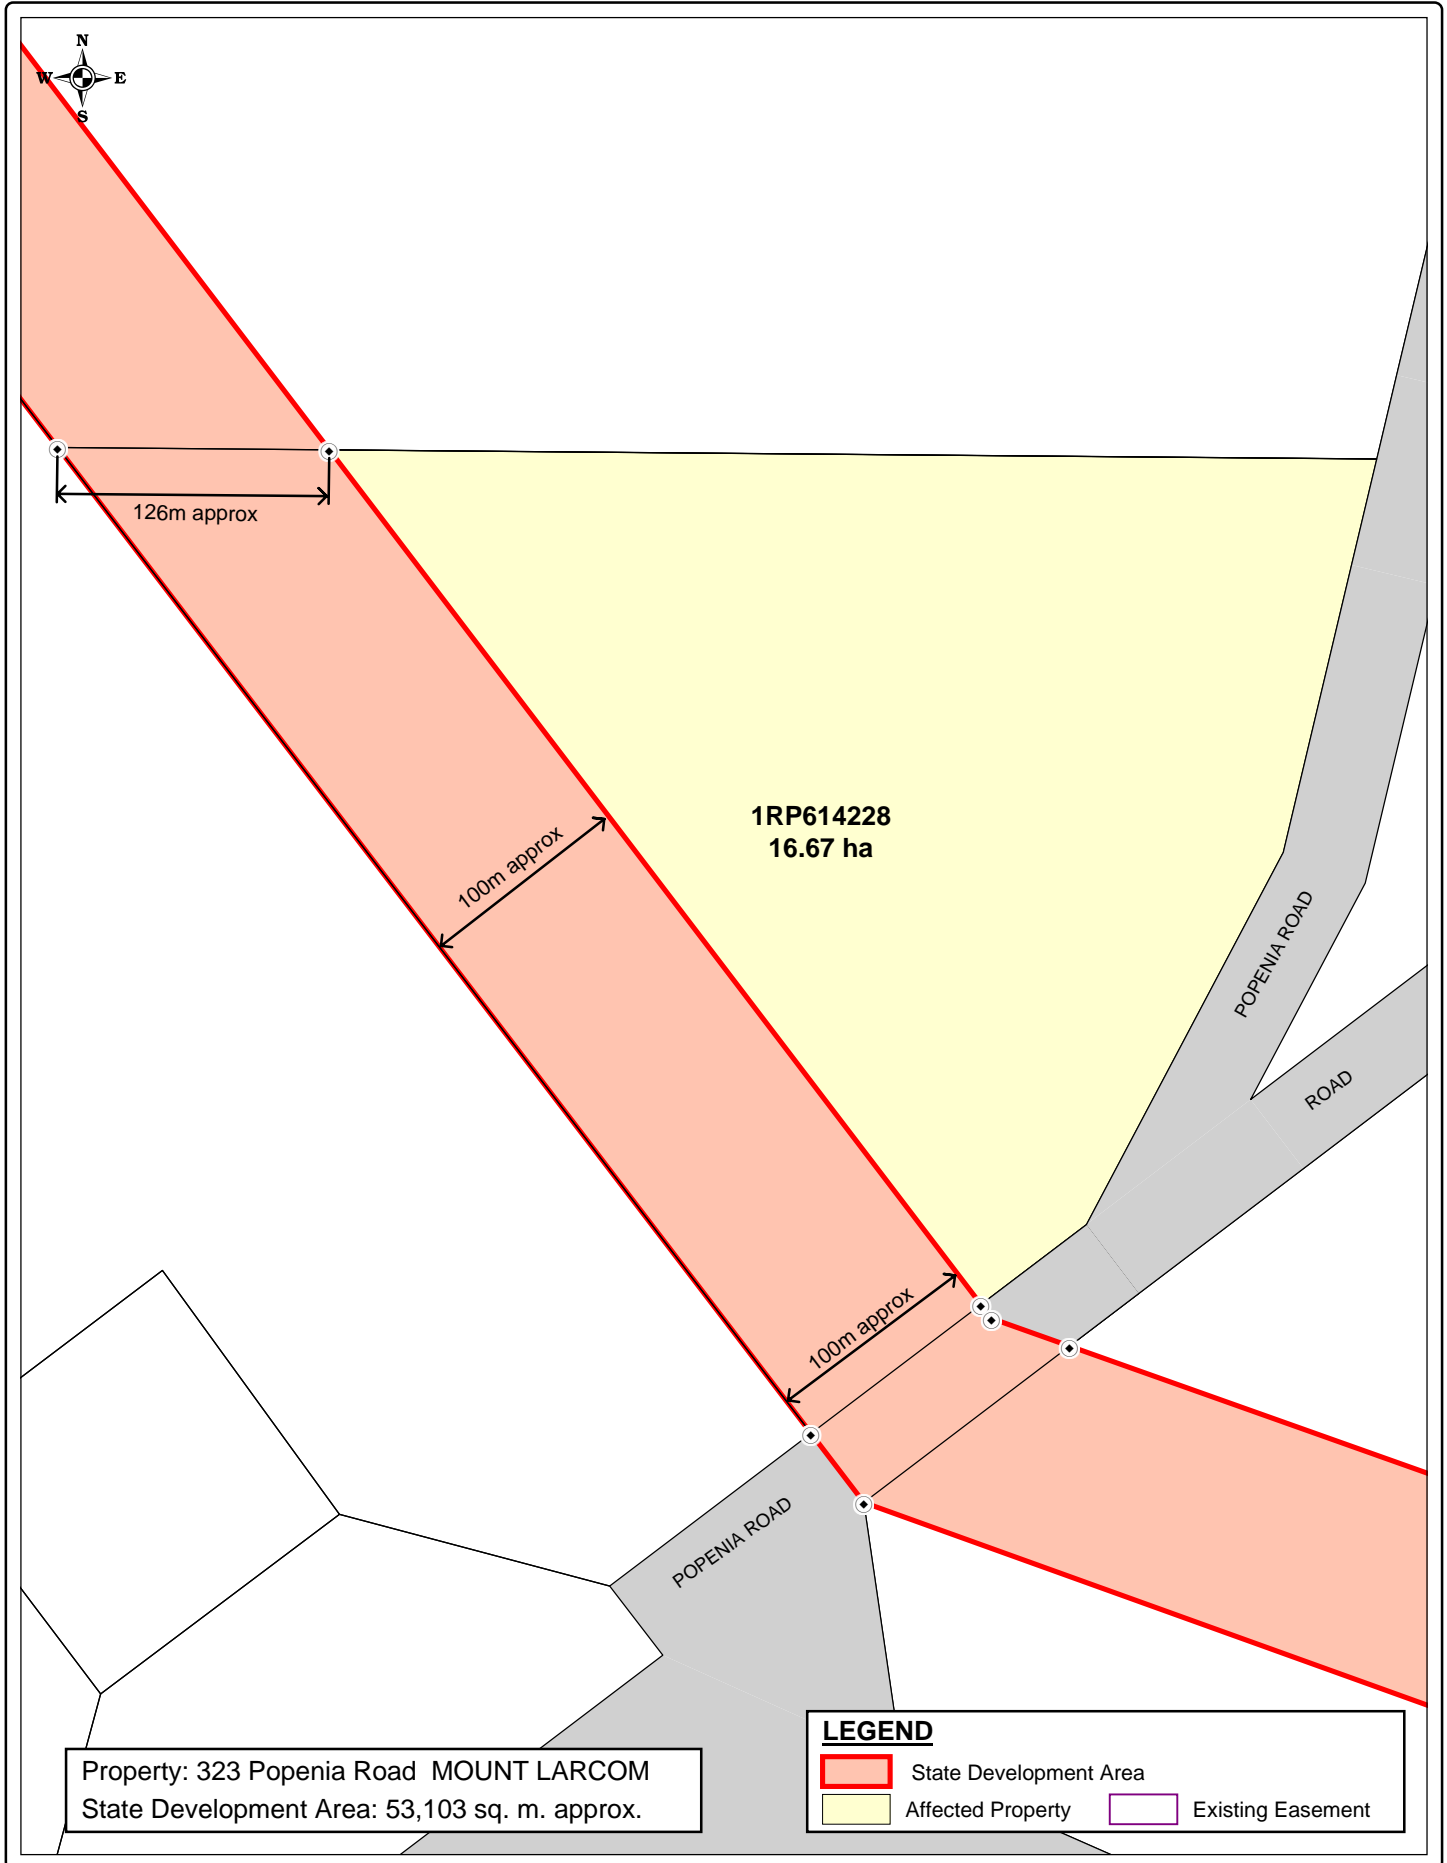 N
W E
S
126m approx
100m approx
1RP614228
16.67 ha
POPENIA ROAD
ROAD
100m approx
POPENIA ROAD
Property: 323 Popenia Road MOUNT LARCOM
State Development Area: 53,103 sq. m. approx.
LEGEND
State Development Area
Affected Property
Existing Easement